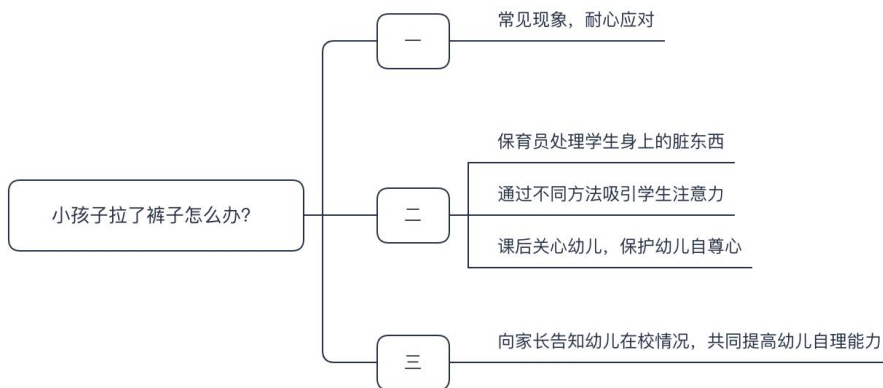 小孩子拉了裤子怎么办？
一
常见现象，耐心应对
二
保育员处理学生身上的脏东西
通过不同方法吸引学生注意力
课后关心幼儿，保护幼儿自尊心
三
向家长告知幼儿在校情况，共同提高幼儿自理能力